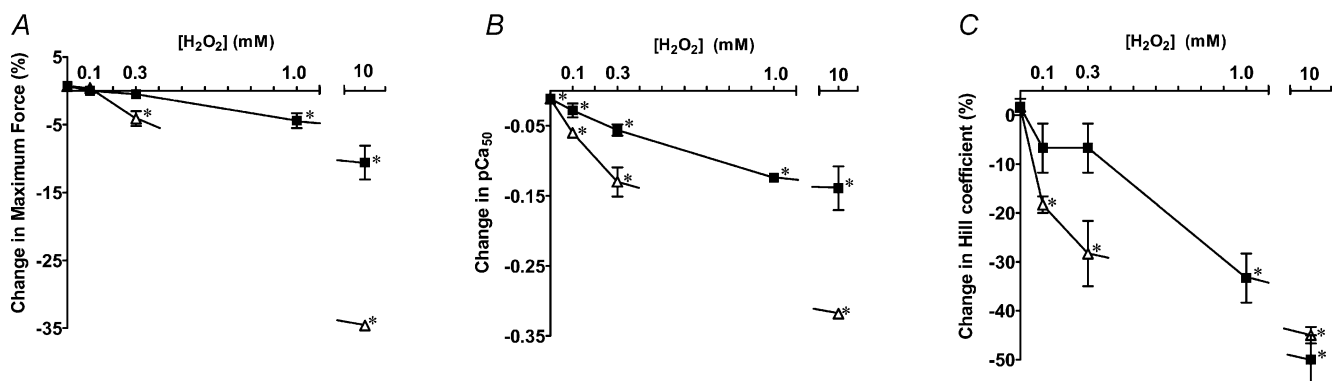 A
[H₂O₂] (mM)
0.1 0.3 1.0 10
5
-5
-15
-25
-35
Change in Maximum Force (%)
* * * *
B
[H₂O₂] (mM)
0.1 0.3 1.0 10
-0.05
-0.15
-0.25
-0.35
Change in pCa₅₀
* * * * * * * *
C
[H₂O₂] (mM)
0.1 0.3 1.0 10
0
-10
-20
-30
-40
-50
Change in Hill coefficient (%)
* * * * *